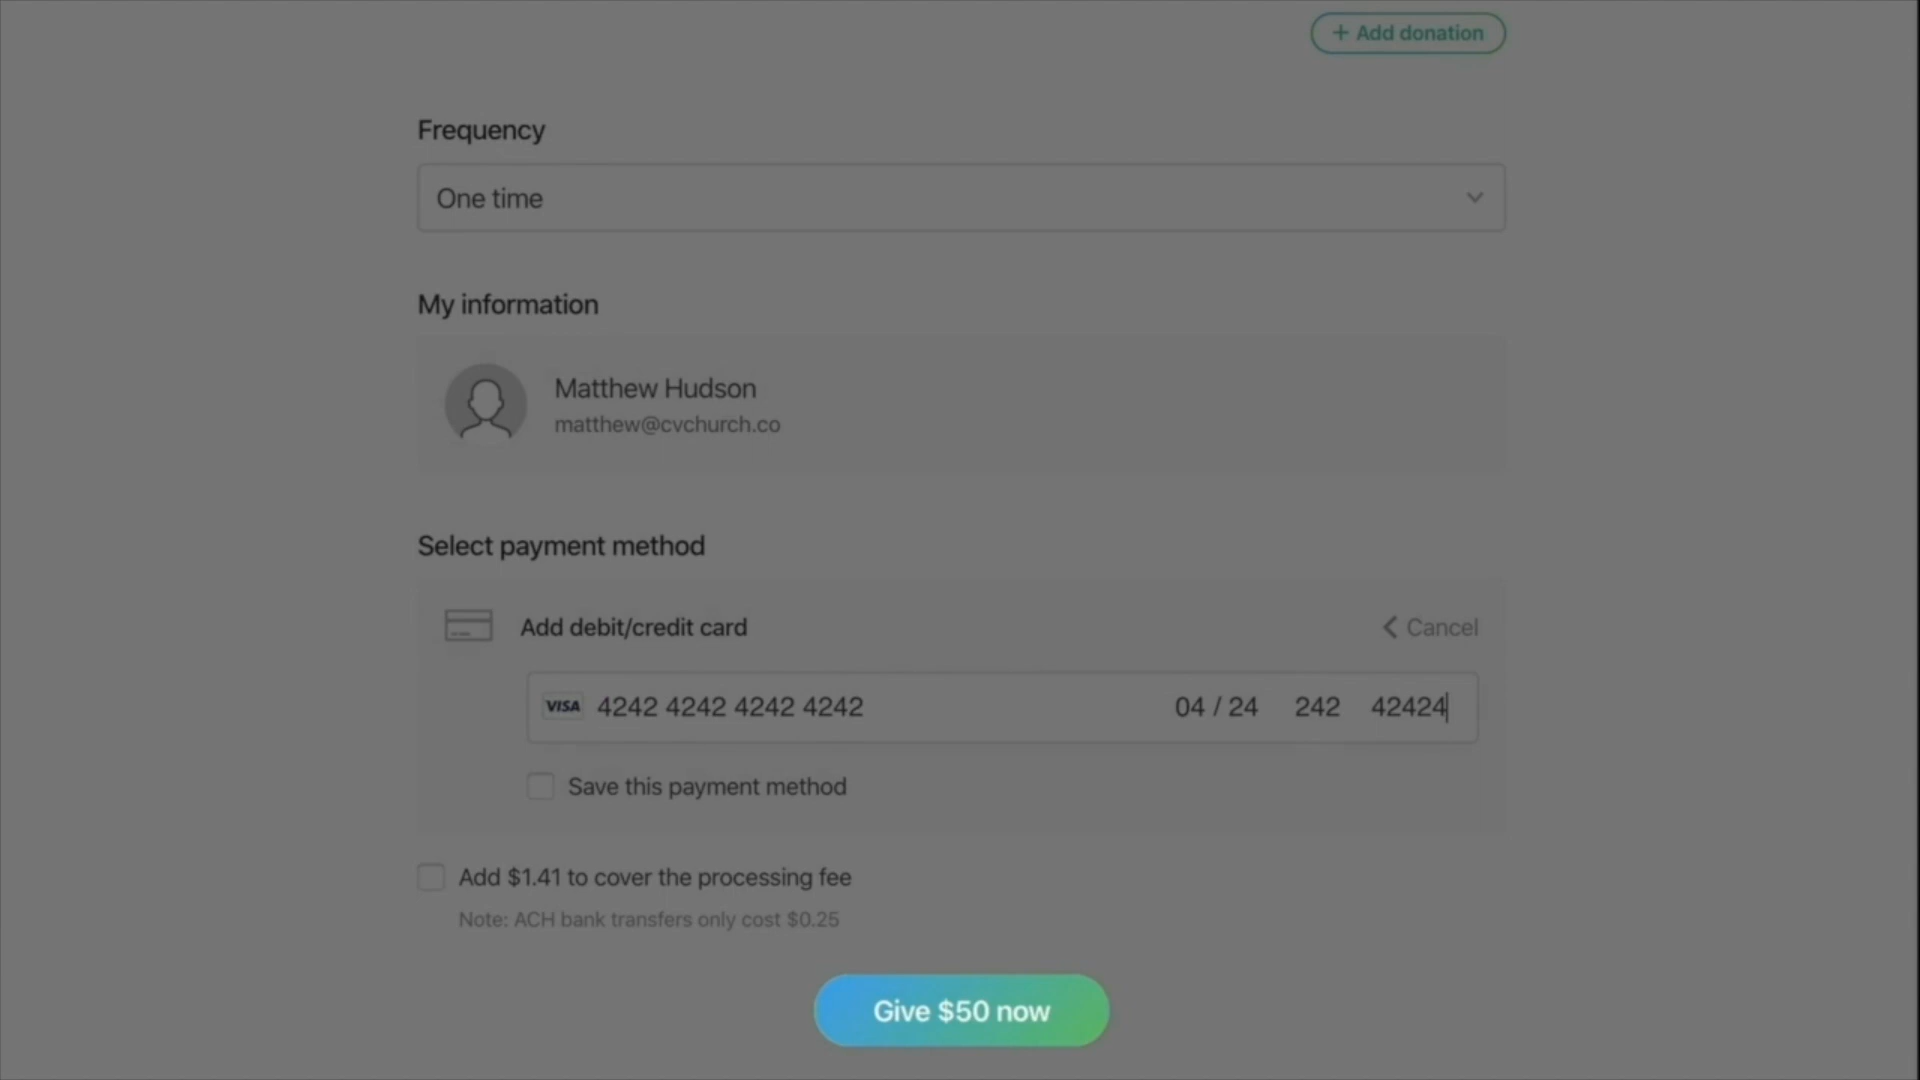 + Add donation
Frequency
One time
My information
Matthew Hudson
matthew@cvchurch.co
Select payment method
Add debit/credit card
Cancel
VISA 4242 4242 4242 4242 04 / 24 242 42424
Save this payment method
Add $1.41 to cover the processing fee
Note: ACH bank transfers only cost $0.25
Give $50 now